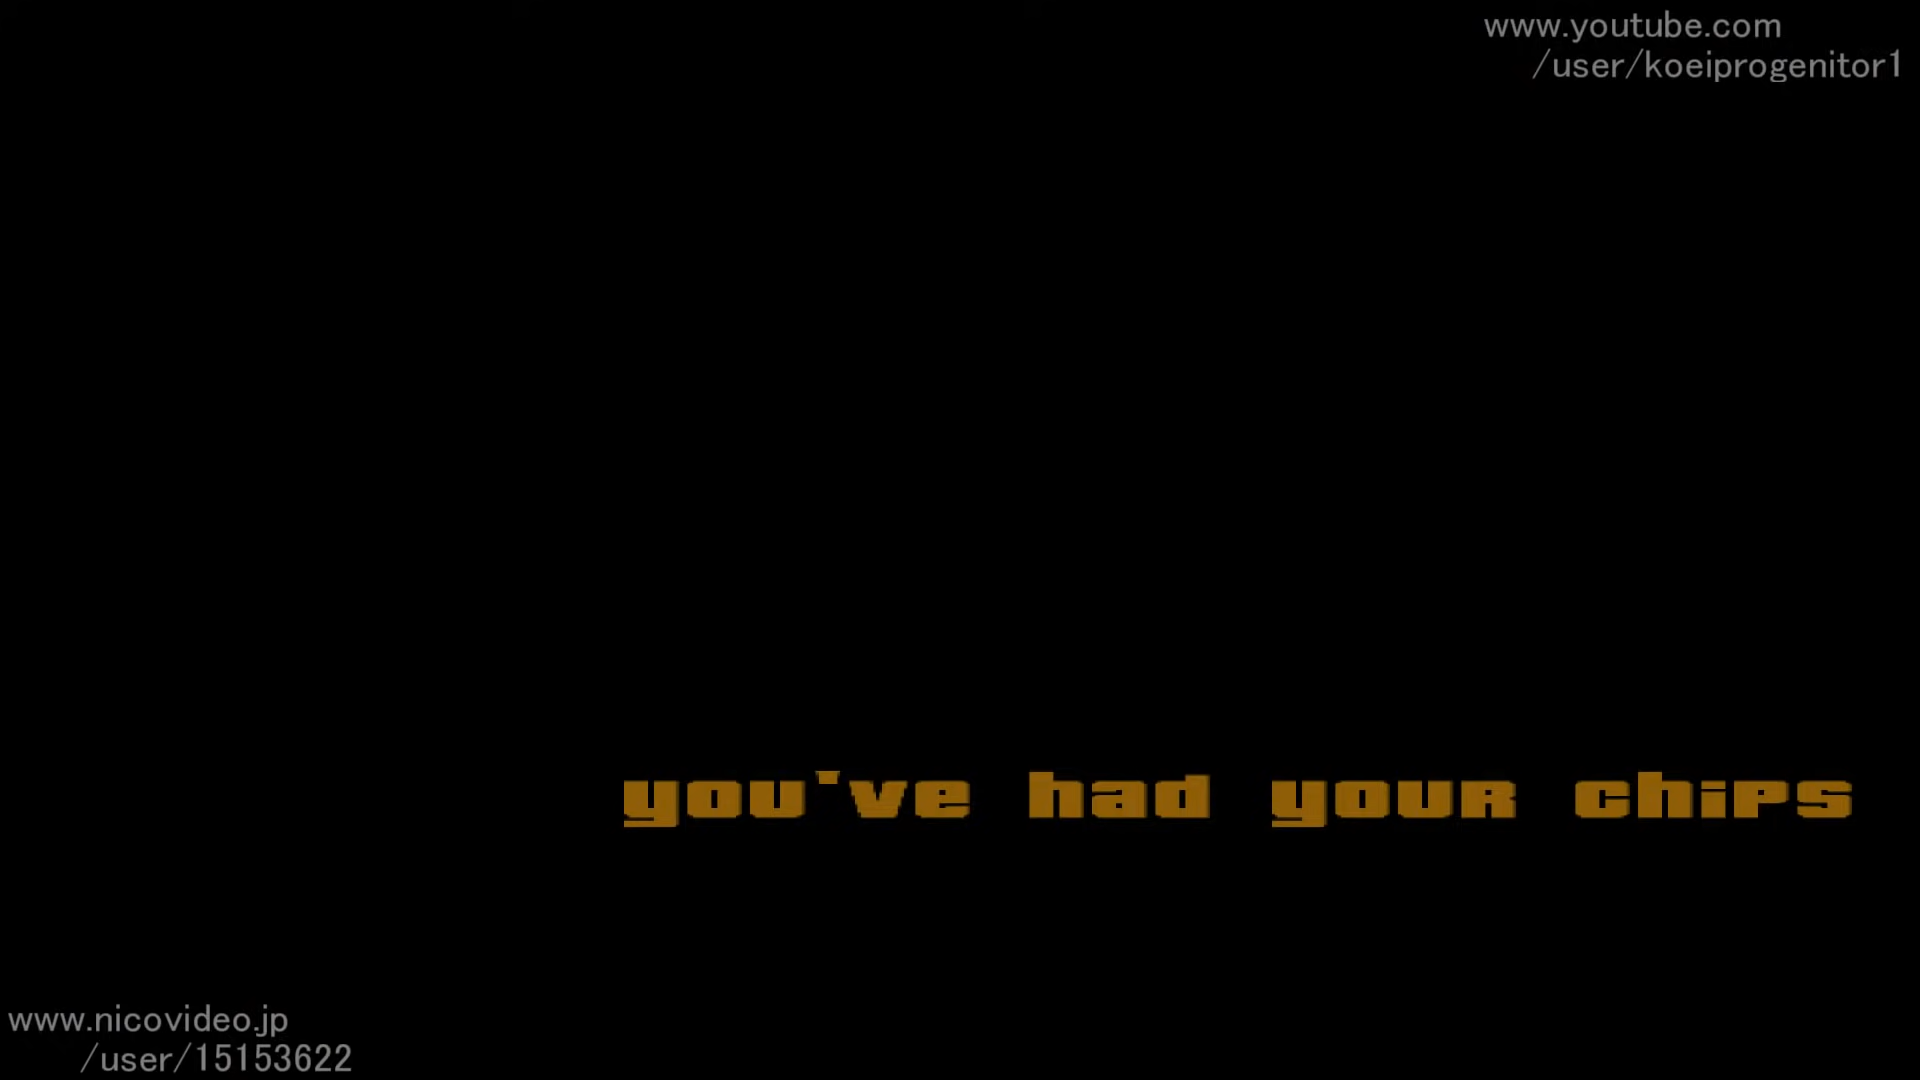 www.youtube.com
/user/koeiprogenitor1
you've had your chips
www.nicovideo.jp
/user/15153622